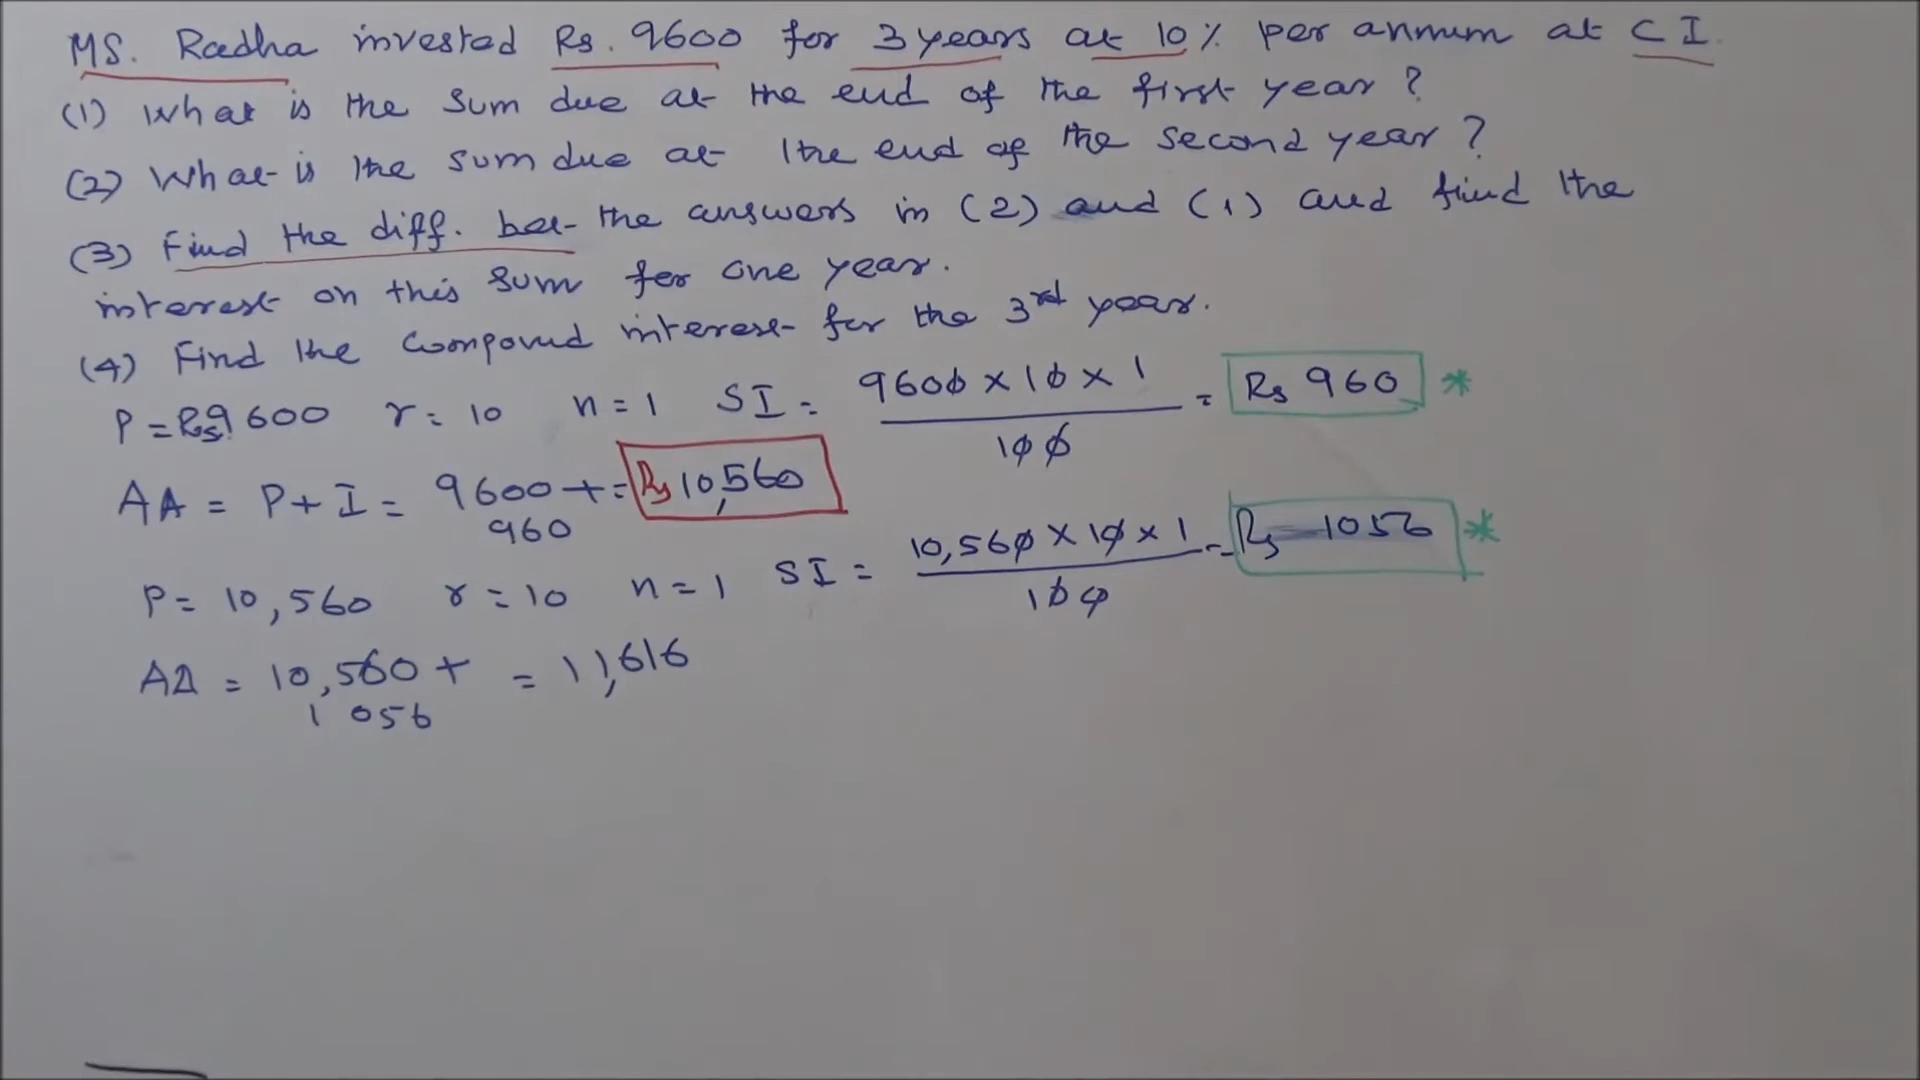 MS. Radha invested Rs. 9600 for 3 years at 10% per annum at CI.
(1) What is the sum due at the end of the first year?
(2) What is the sum due at the end of the second year?
(3) Find the diff. bet the answers in (2) and (1) and find the
interest on this sum for one year.
(4) Find the compound interest for the 3rd year.
P = Rs 9600 r = 10 n = 1 SI = 9600 × 10 × 1 / 100 = Rs 960 *
AA = P + I = 9600 + 960 = Rs 10,560
P = 10,560 r = 10 n = 1 SI = 10,560 × 10 × 1 / 100 = Rs 1056 *
AA = 10,560 + 1056 = 11,616